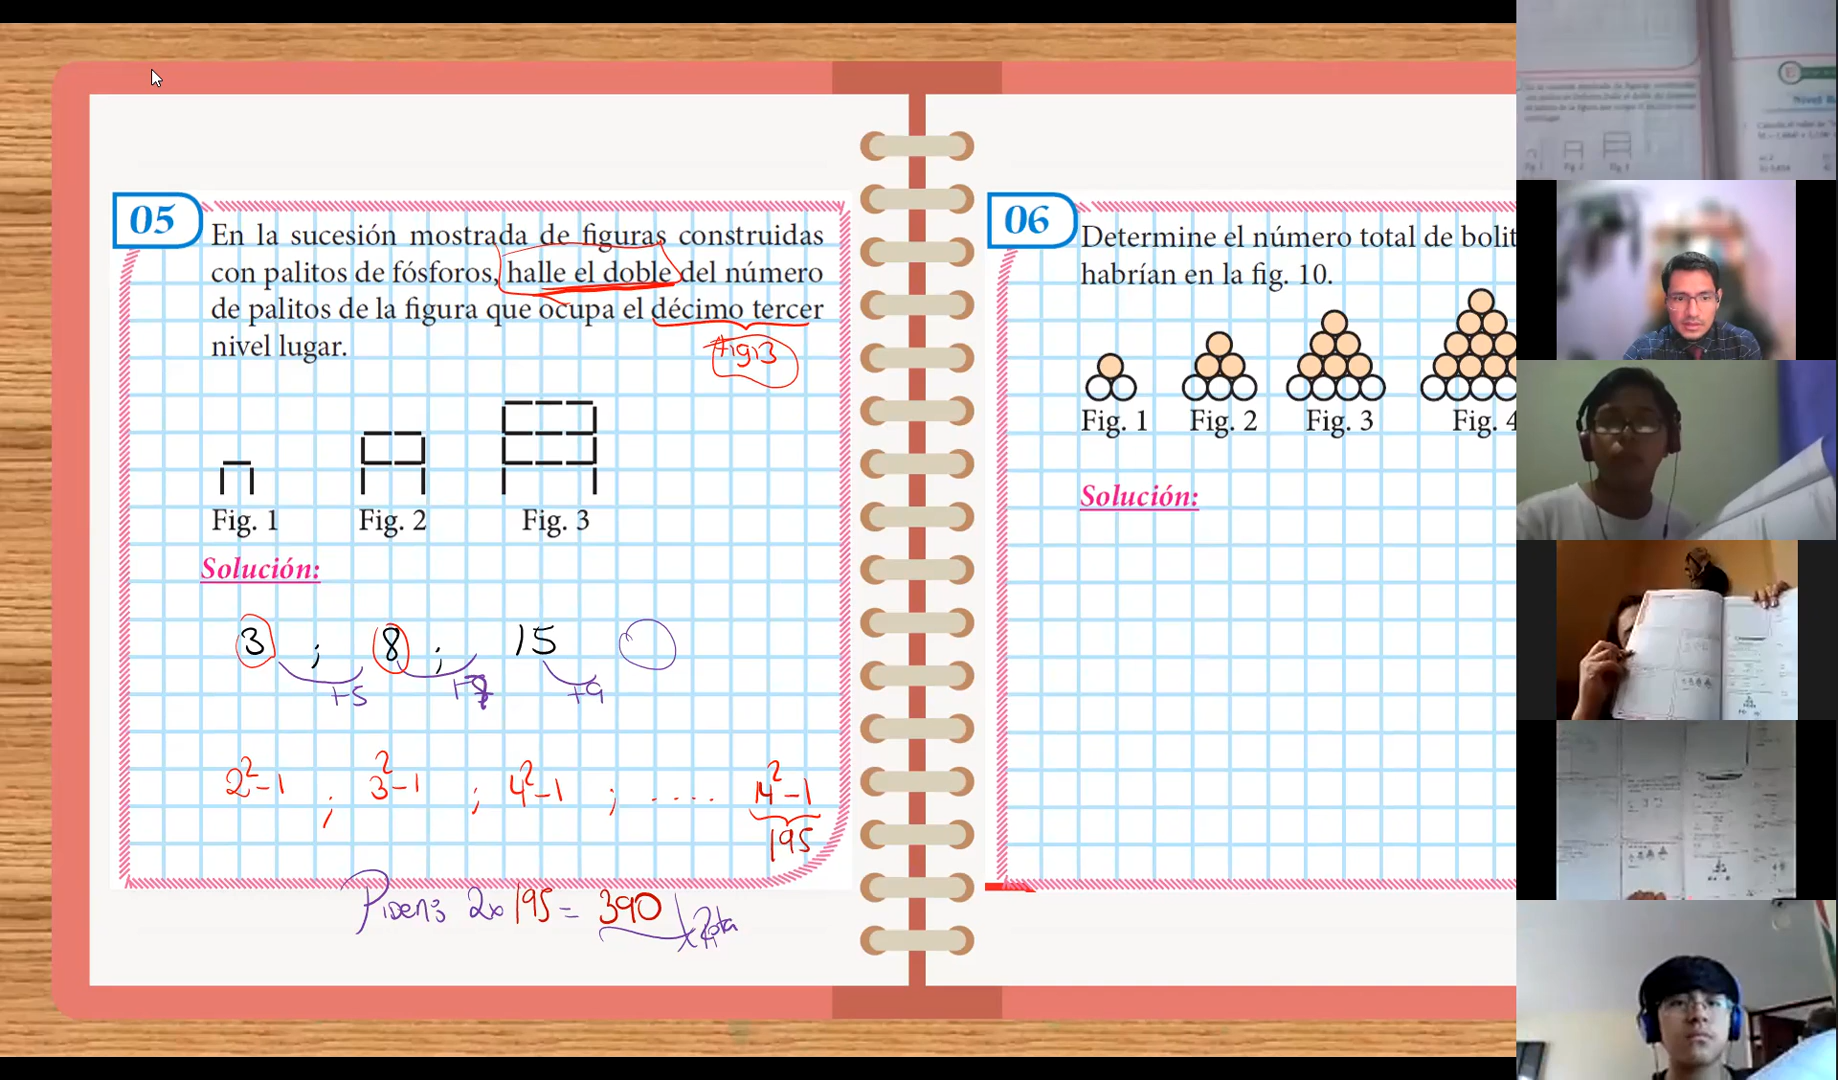 05
En la sucesión mostrada de figuras construidas
con palitos de fósforos, halle el doble del número
de palitos de la figura que ocupa el décimo tercer
nivel lugar.
Fig 13
Fig. 1 Fig. 2 Fig. 3
Solución:
3 ; 8 ; 15
+5 +7 +9
2²-1 ; 3²-1 ; 4²-1 ; .... 14²-1
195
Piden: 2x195 = 390
06
Determine el número total de bolit
habrían en la fig. 10.
Fig. 1 Fig. 2 Fig. 3 Fig. 4
Solución: